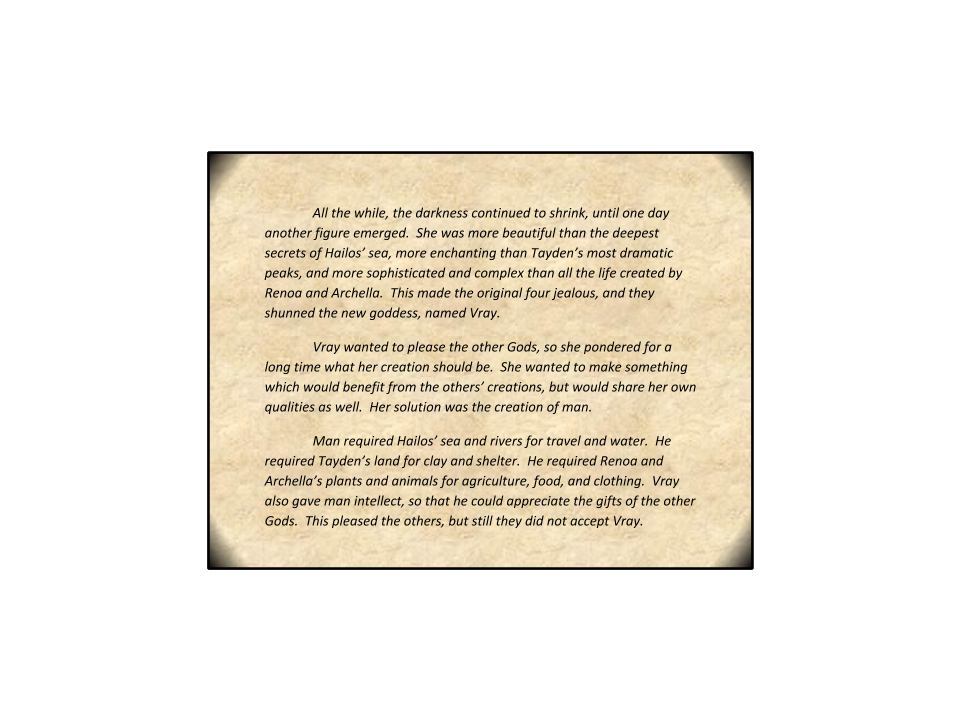 All the while, the darkness continued to shrink, until one day
another figure emerged.  She was more beautiful than the deepest
secrets of Hailos’ sea, more enchanting than Tayden’s most dramatic
peaks, and more sophisticated and complex than all the life created by
Renoa and Archella.  This made the original four jealous, and they
shunned the new goddess, named Vray.
Vray wanted to please the other Gods, so she pondered for a
long time what her creation should be.  She wanted to make something
which would benefit from the others’ creations, but would share her own
qualities as well.  Her solution was the creation of man.
Man required Hailos’ sea and rivers for travel and water.  He
required Tayden’s land for clay and shelter.  He required Renoa and
Archella’s plants and animals for agriculture, food, and clothing.  Vray
also gave man intellect, so that he could appreciate the gifts of the other
Gods.  This pleased the others, but still they did not accept Vray.